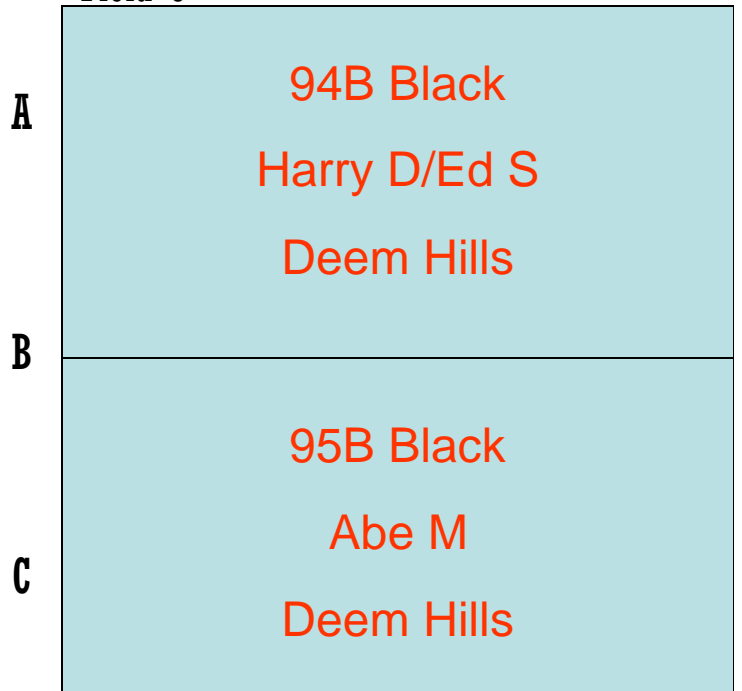 A
94B Black
Harry D/Ed S
Deem Hills
B
95B Black
Abe M
C
Deem Hills